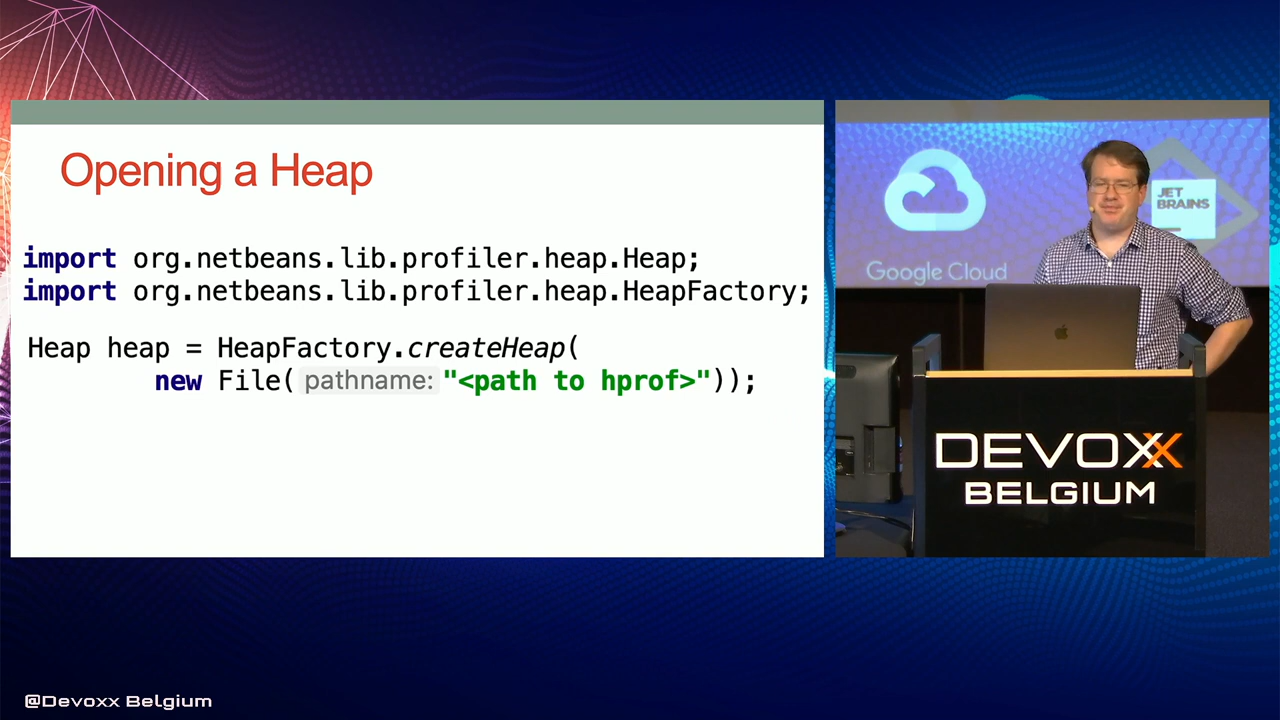 Opening a Heap
import org.netbeans.lib.profiler.heap.Heap;
import org.netbeans.lib.profiler.heap.HeapFactory;
Heap heap = HeapFactory.createHeap(
new File( pathname: "<path to hprof>"));
Google Cloud
JET
BRAINS
DEVOXX
BELGIUM
@Devoxx Belgium